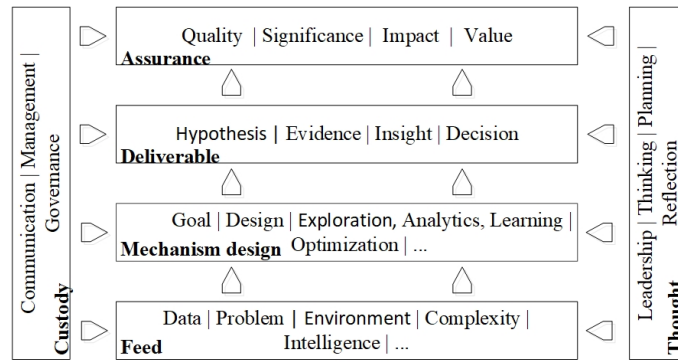 Communication | Management |
Governance
Custody
Quality | Significance | Impact | Value
Assurance
Hypothesis | Evidence | Insight | Decision
Deliverable
Goal | Design | Exploration, Analytics, Learning |
Optimization | ...
Mechanism design
Data | Problem | Environment | Complexity |
Intelligence | ...
Feed
Leadership | Thinking | Planning |
Reflection
Thought